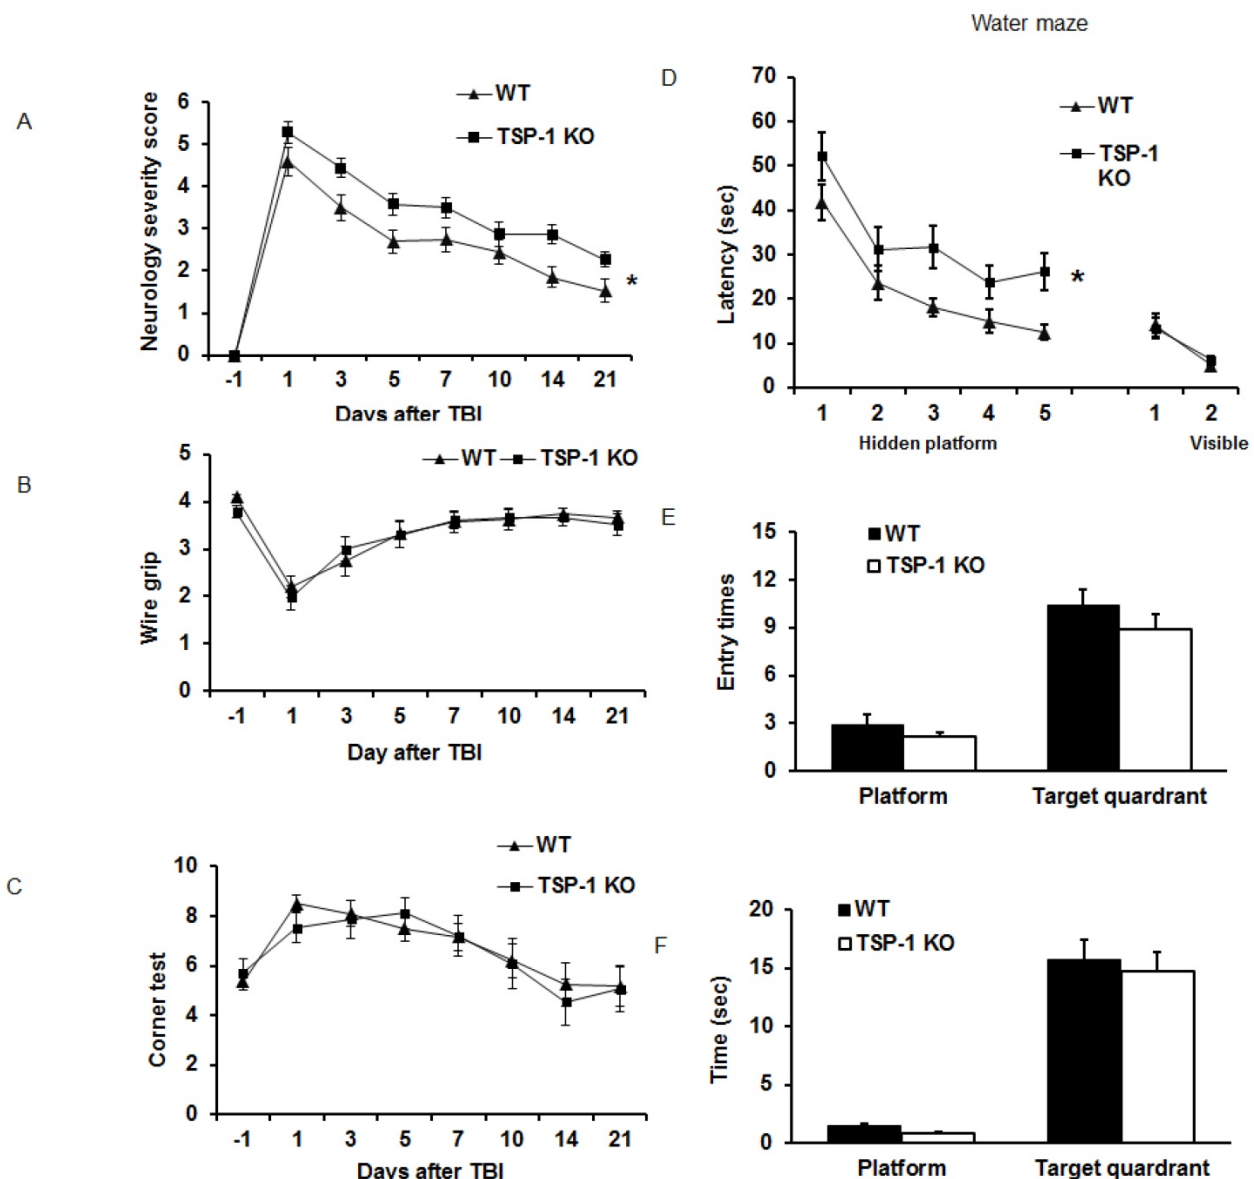 Water maze
A
WT
TSP-1 KO
Neurology severity score
6
5
4
3
2
1
0
*
-1 1 3 5 7 10 14 21
Days after TBI
B
WT TSP-1 KO
Wire grip
5
4
3
2
1
0
-1 1 3 5 7 10 14 21
Day after TBI
C
WT
TSP-1 KO
Corner test
10
8
6
4
2
0
-1 1 3 5 7 10 14 21
Days after TBI
D
WT
TSP-1
KO
Latency (sec)
70
60
50
40
30
20
10
0
*
1 2 3 4 5 1 2
Hidden platform Visible
E
WT
TSP-1 KO
Entry times
15
12
9
6
3
0
Platform Target quardrant
F
WT
TSP-1 KO
Time (sec)
20
15
10
5
0
Platform Target quardrant